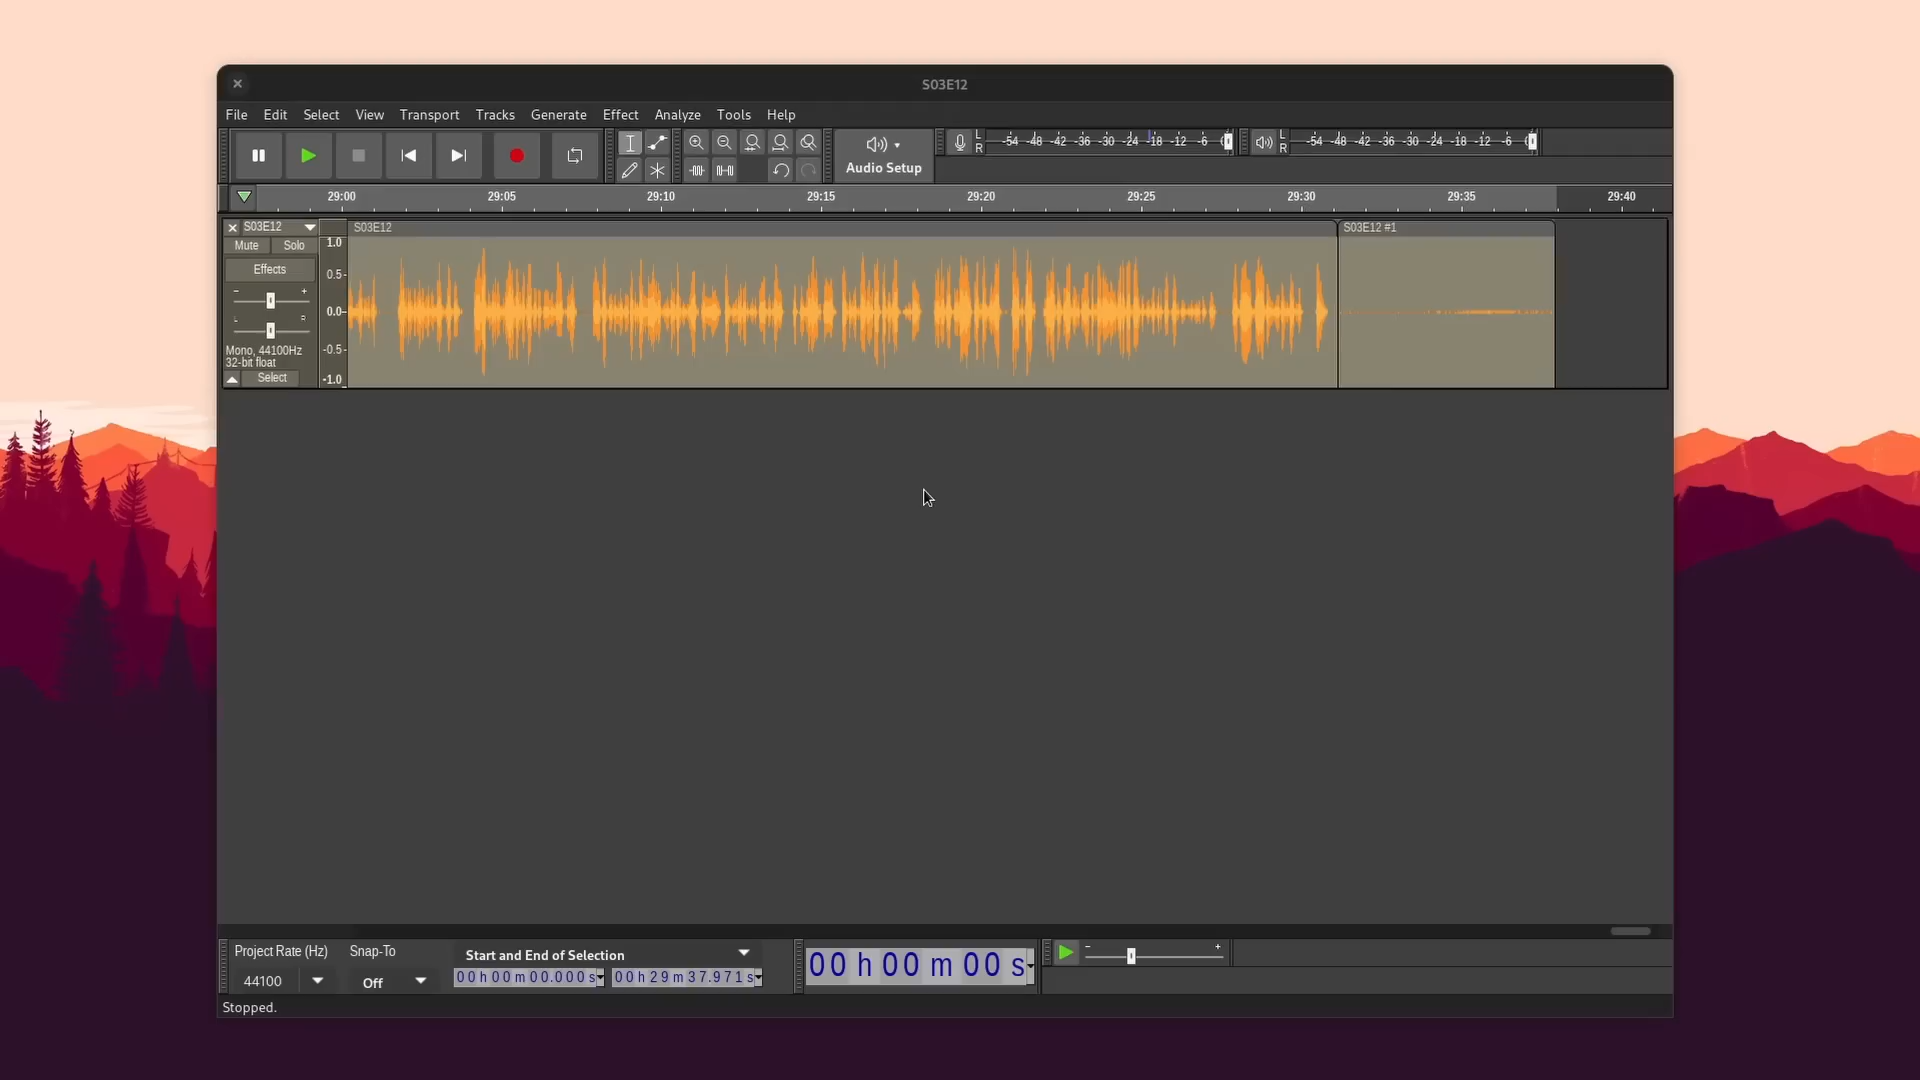 S03E12
File Edit Select View Transport Tracks Generate Effect Analyze Tools Help
L R -54 -48 -42 -36 -30 -24 -18 -12 -6 0
L R -54 -48 -42 -36 -30 -24 -18 -12 -6 0
Audio Setup
29:00 29:05 29:10 29:15 29:20 29:25 29:30 29:35 29:40
S03E12
Mute Solo
Effects
- +
L R
Mono, 44100Hz
32-bit float
Select
1.0
0.5-
0.0-
-0.5-
-1.0
S03E12
S03E12 #1
Project Rate (Hz)
44100
Snap-To
Off
Start and End of Selection
00h00m00.000s 00h29m37.971s
00h00m00s
- +
Stopped.